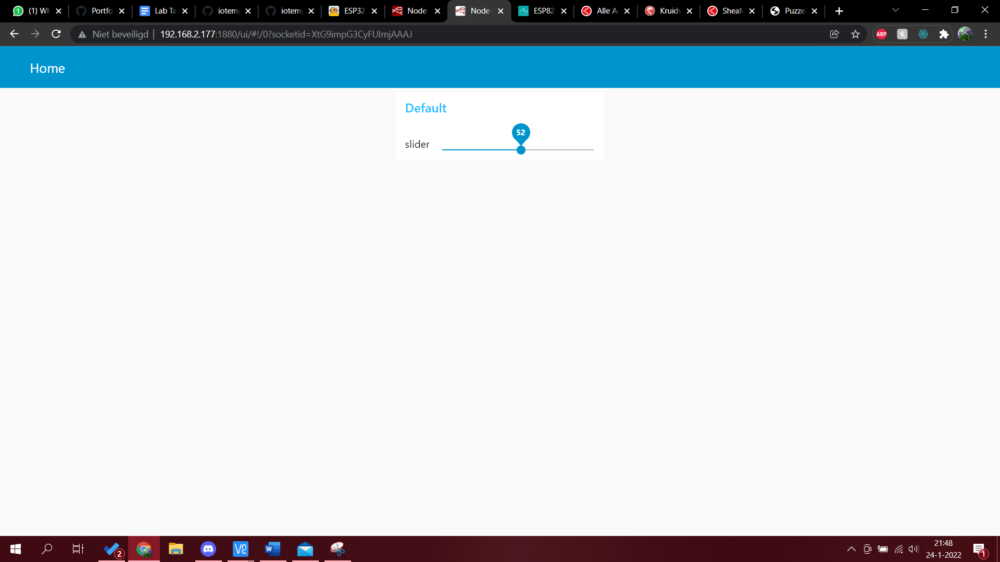 (1) Wh
Portfo
Lab Ta
iotem
iotem
ESP32
Node-
Node-
ESP82
Alle A
Kruidv
SheaM
Puzze
Niet beveiligd
192.168.2.177:1880/ui/#!/0?socketid=XtG9impG3CyFUImjAAAJ
ABP
Home
Default
52
slider
2
21:48
24-1-2022
1